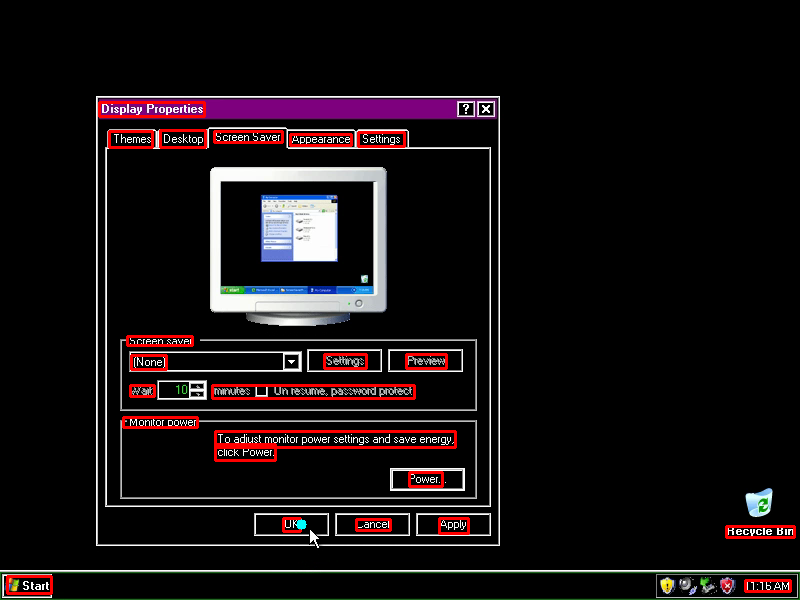 Display Properties
Themes Desktop Screen Saver Appearance Settings
Screen saver
(None) Settings Preview
Wait 10 minutes On resume, password protect
Monitor power
To adjust monitor power settings and save energy,
click Power.
Power...
OK Cancel Apply
Recycle Bin
Start 11:16 AM